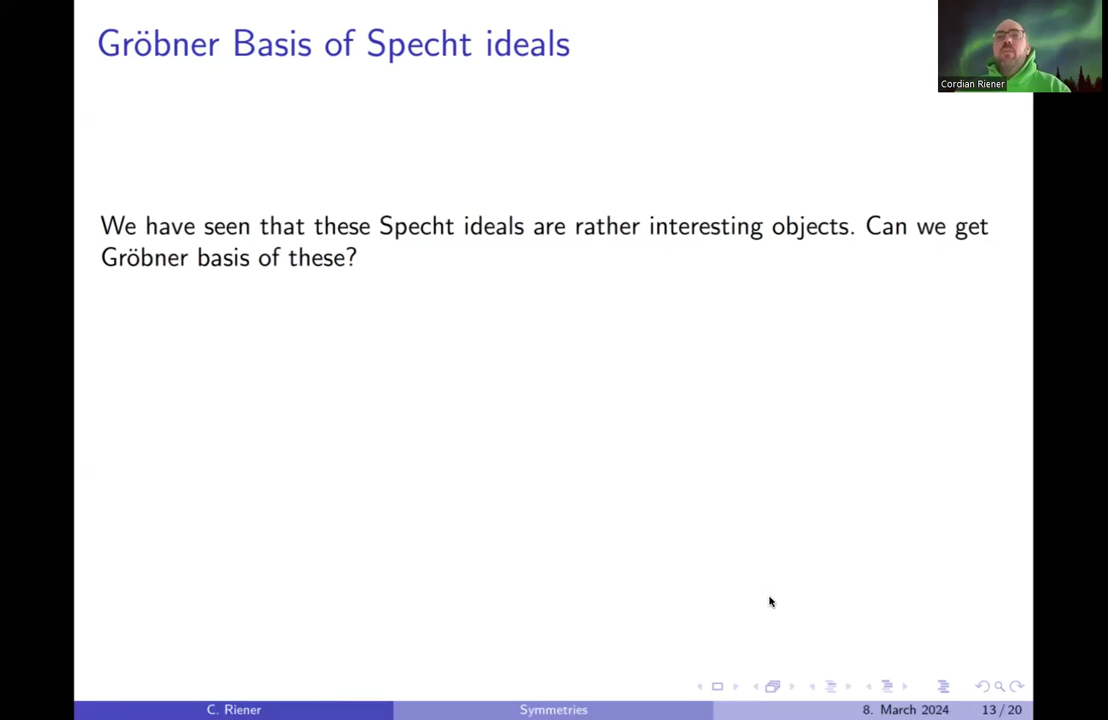 Gröbner Basis of Specht ideals
Cordian Riener
We have seen that these Specht ideals are rather interesting objects. Can we get
Gröbner basis of these?
C. Riener
Symmetries
8. March 2024
13 / 20